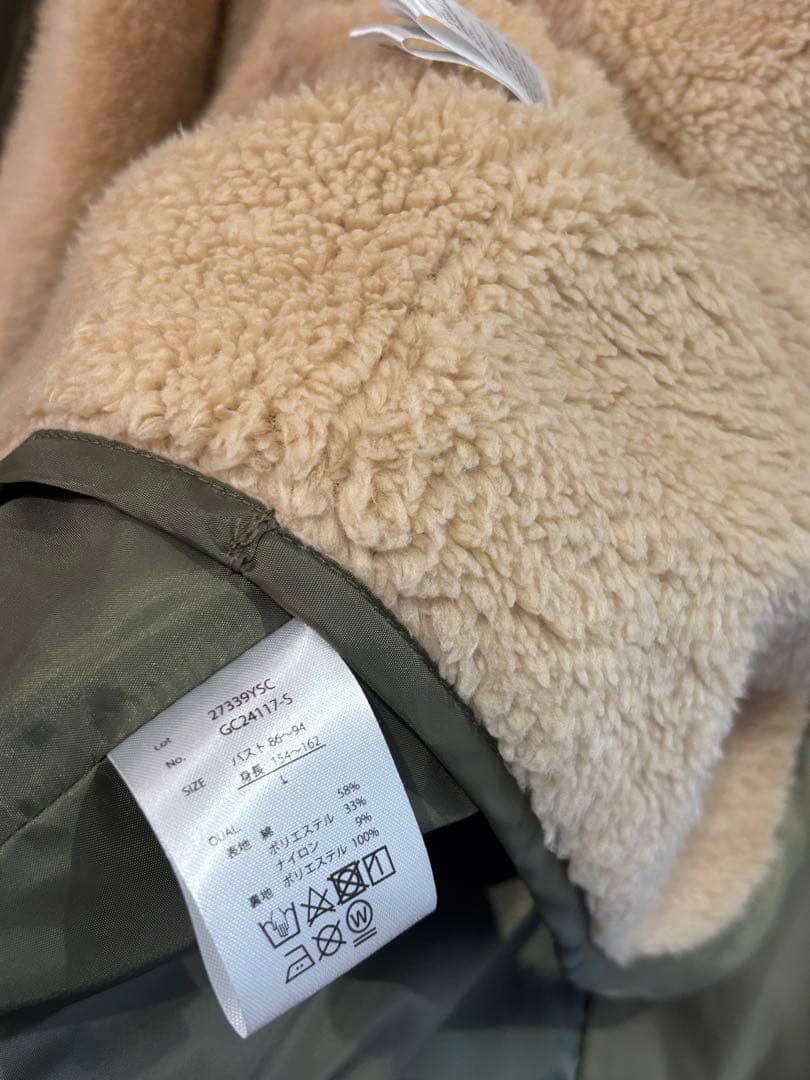 Lot 27339YSC
No. GC24117-S
SIZE バスト 86～94
身長 154～162
L
QUAL.
表地 綿 58%
ポリエステル 33%
ナイロン 9%
裏地 ポリエステル 100%
W